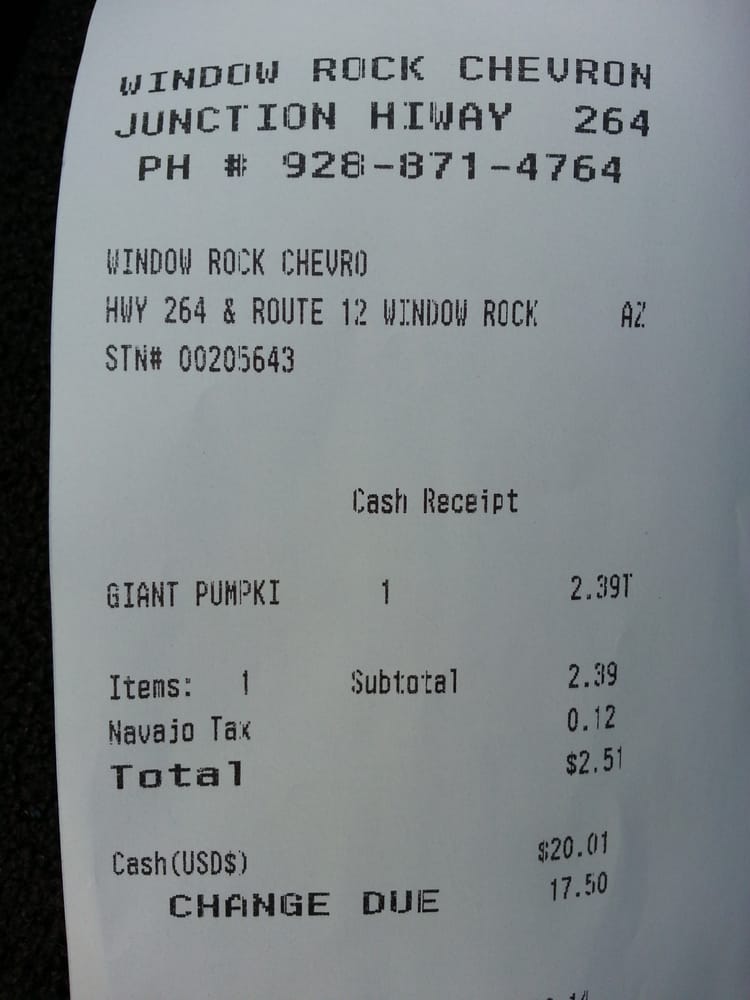 WINDOW ROCK CHEVRON
JUNCTION HIWAY 264
PH # 928-871-4764
WINDOW ROCK CHEVRO
HWY 264 & ROUTE 12 WINDOW ROCK AZ
STN# 00205643
Cash Receipt
GIANT PUMPKI 1 2.39T
Items: 1 Subtotal 2.39
Navajo Tax 0.12
Total $2.51
Cash(USD$) $20.01
CHANGE DUE 17.50